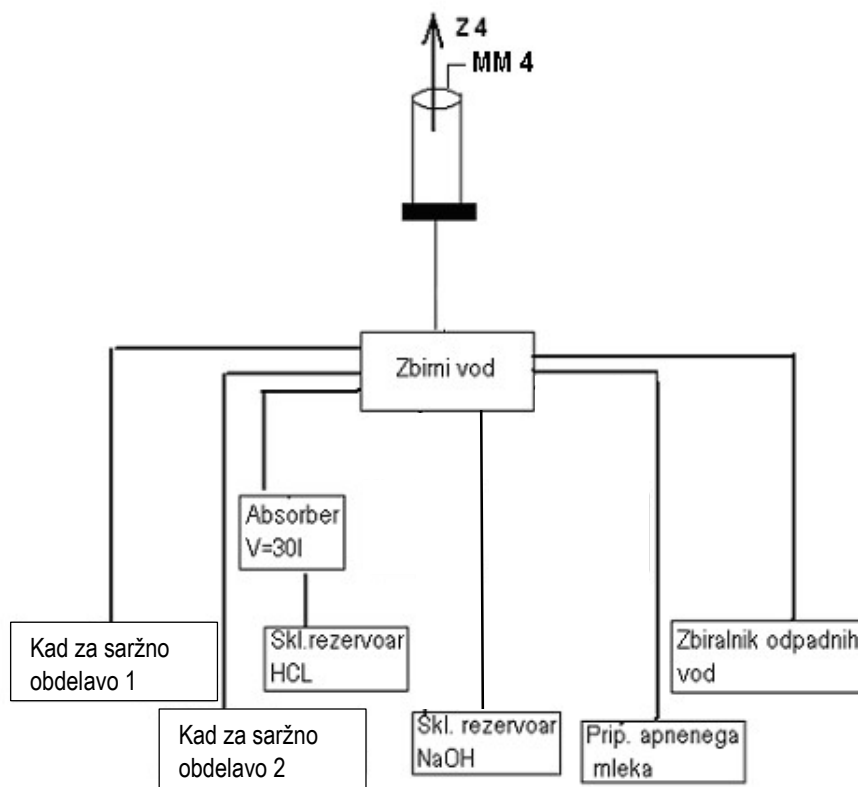 Z 4
MM 4
Zbirni vod
Absorber
V=30l
Kad za saržno
obdelavo 1
Skl.rezervoar
HCL
Zbiralnik odpadnih
vod
Kad za saržno
obdelavo 2
Skl. rezervoar
NaOH
Prip. apnenega
mleka